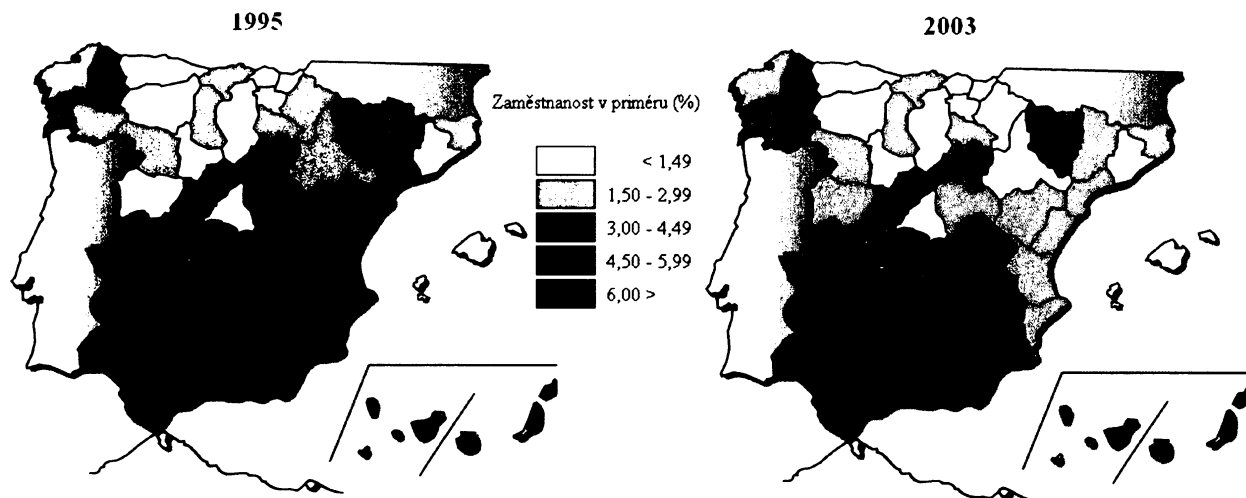 1995
2003
Zaměstnanost v priméru (%)
< 1,49
1,50 - 2,99
3,00 - 4,49
4,50 - 5,99
6,00 >